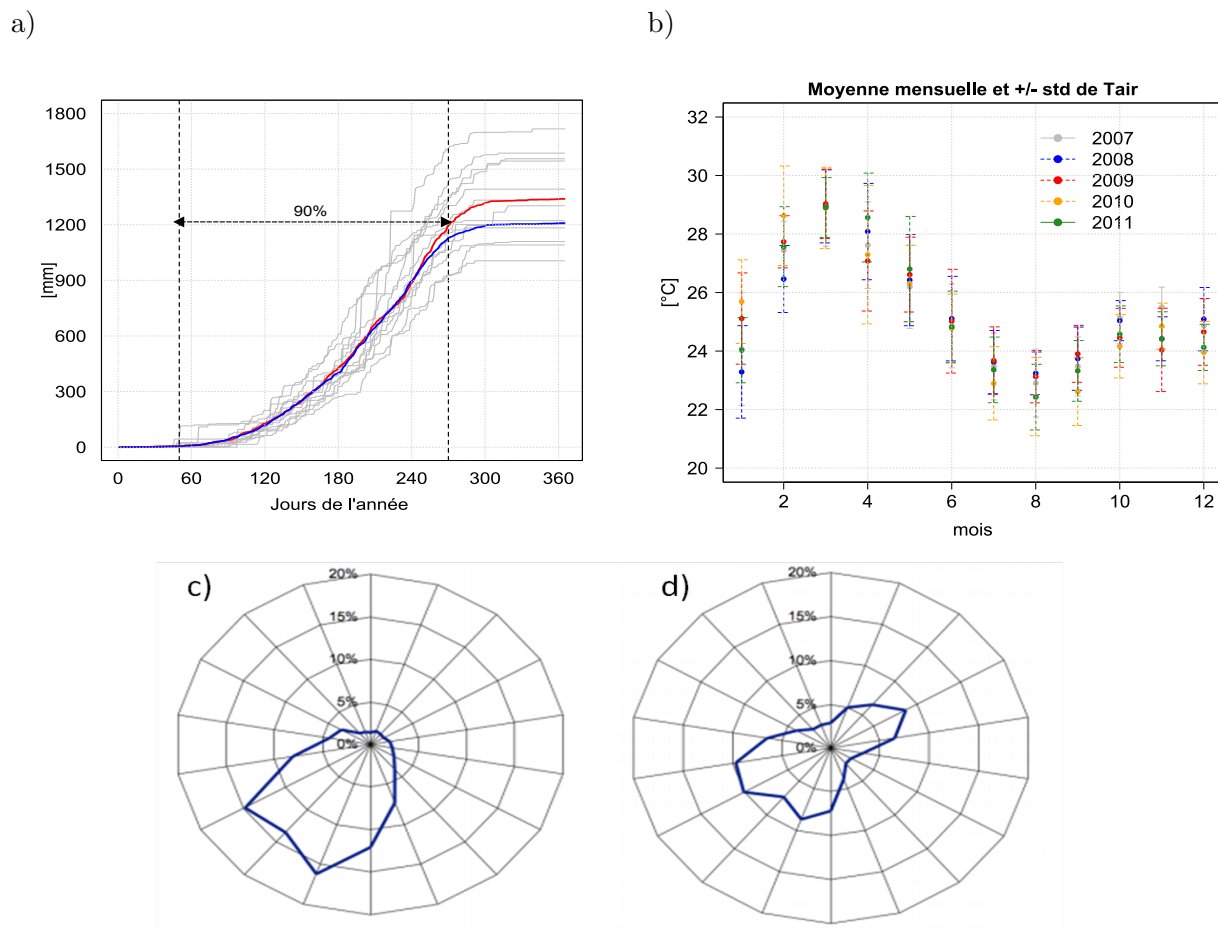 a)
b)
1800
1500
1200
900
600
300
0
[mm]
90%
0 60 120 180 240 300 360
Jours de l'année
Moyenne mensuelle et +/- std de Tair
32
30
28
26
24
22
20
[°C]
2007
2008
2009
2010
2011
2 4 6 8 10 12
mois
c)
20%
15%
10%
5%
0%
d)
20%
15%
10%
5%
0%